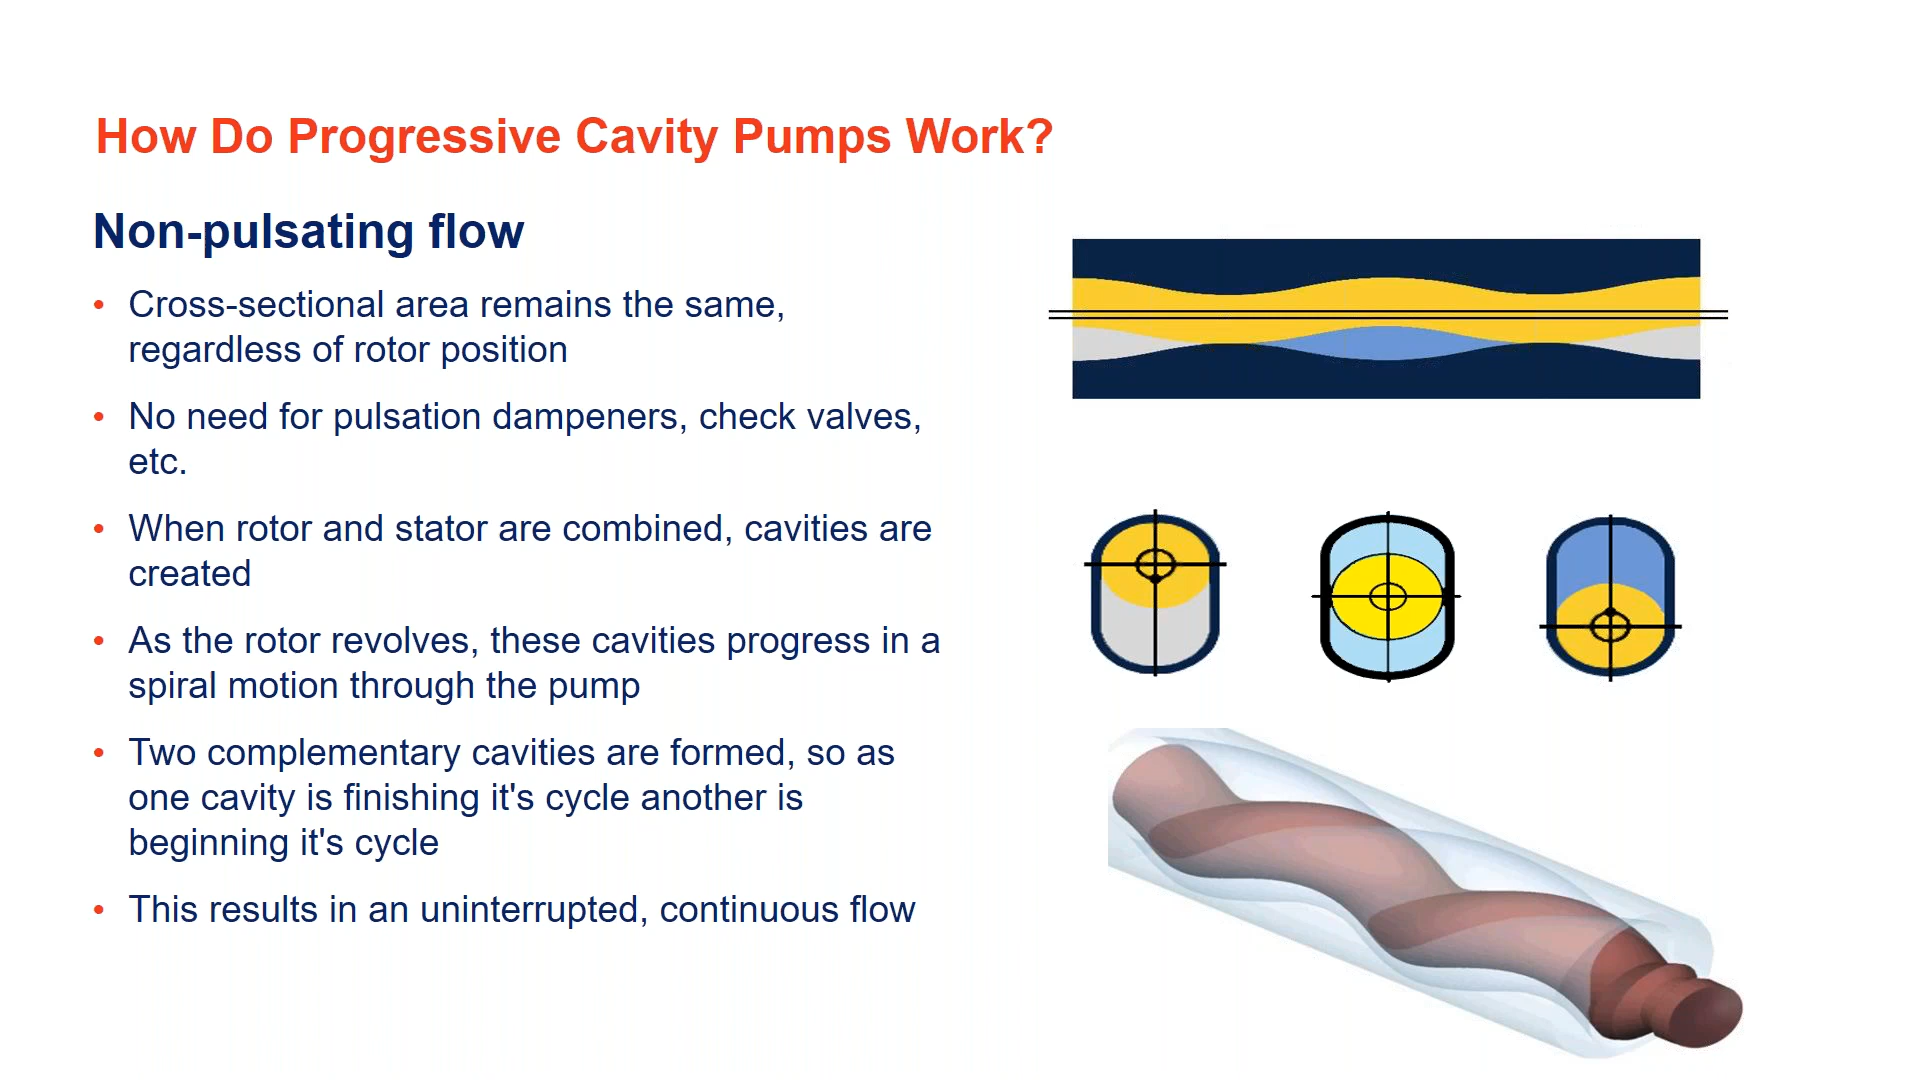 How Do Progressive Cavity Pumps Work?
Non-pulsating flow
• Cross-sectional area remains the same,
regardless of rotor position
• No need for pulsation dampeners, check valves,
etc.
• When rotor and stator are combined, cavities are
created
• As the rotor revolves, these cavities progress in a
spiral motion through the pump
• Two complementary cavities are formed, so as
one cavity is finishing it's cycle another is
beginning it's cycle
• This results in an uninterrupted, continuous flow